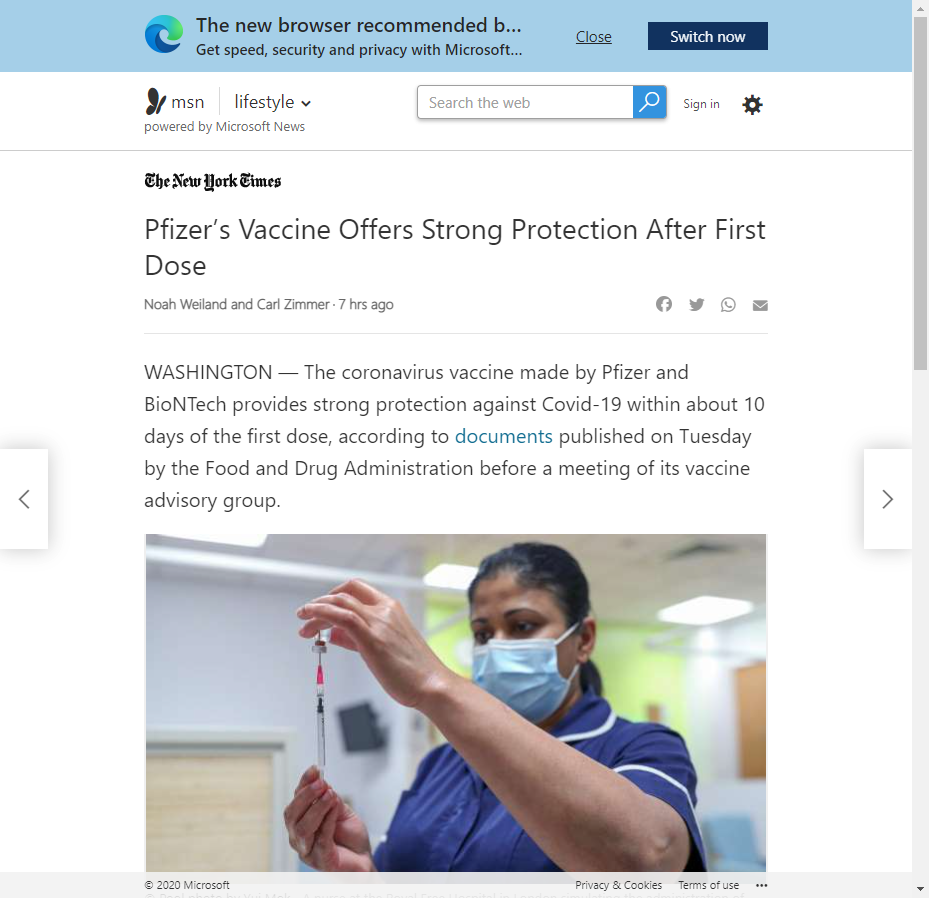 The new browser recommended b...
Get speed, security and privacy with Microsoft...
Close
Switch now
msn
lifestyle
powered by Microsoft News
Search the web
Sign in
The New York Times
Pfizer’s Vaccine Offers Strong Protection After First
Dose
Noah Weiland and Carl Zimmer · 7 hrs ago
WASHINGTON — The coronavirus vaccine made by Pfizer and
BioNTech provides strong protection against Covid-19 within about 10
days of the first dose, according to documents published on Tuesday
by the Food and Drug Administration before a meeting of its vaccine
advisory group.
© 2020 Microsoft
Privacy & Cookies
Terms of use